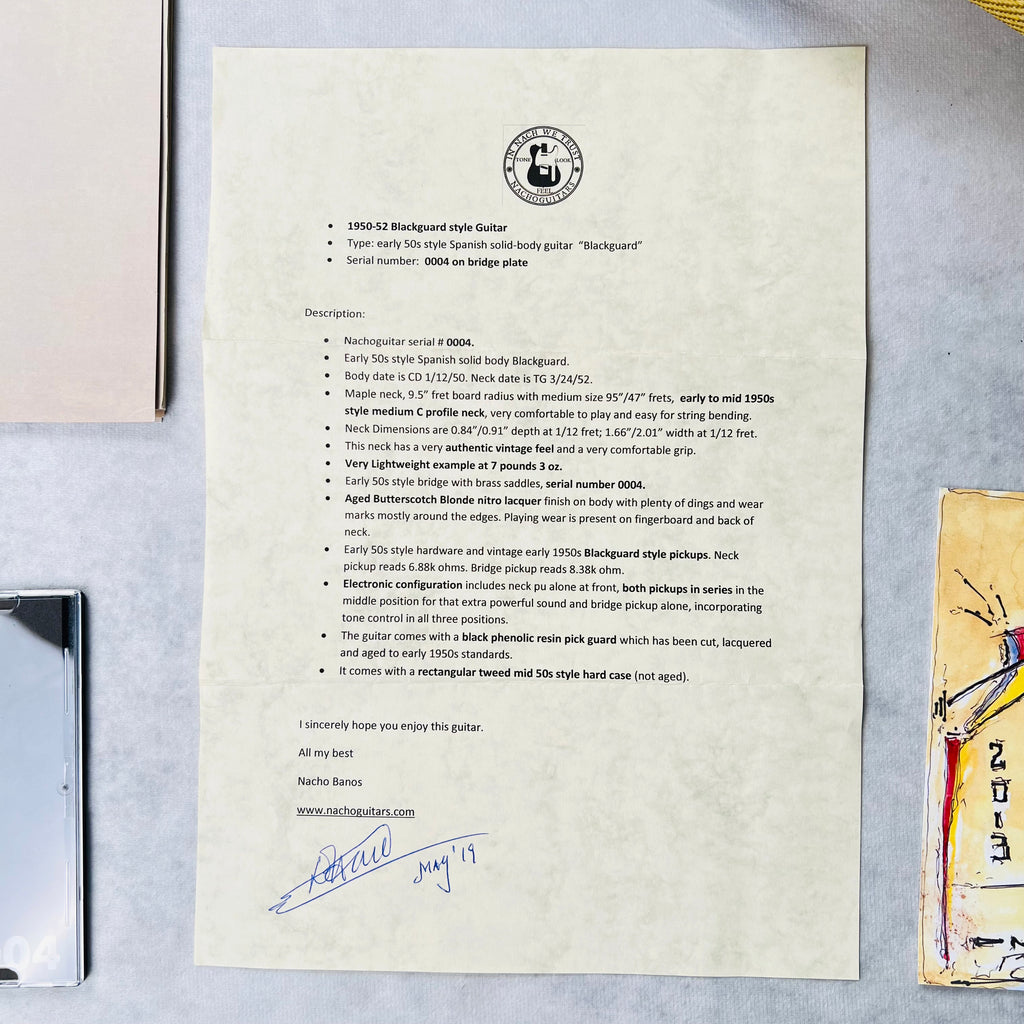 IN NACH WE TRUST
TONE LOOK
FEEL
NACHOGUITARS
• 1950-52 Blackguard style Guitar
• Type: early 50s style Spanish solid-body guitar “Blackguard”
• Serial number: 0004 on bridge plate
Description:
• Nachoguitar serial # 0004.
• Early 50s style Spanish solid body Blackguard.
• Body date is CD 1/12/50. Neck date is TG 3/24/52.
• Maple neck, 9.5” fret board radius with medium size 95”/47” frets, early to mid 1950s
style medium C profile neck, very comfortable to play and easy for string bending.
• Neck Dimensions are 0.84”/0.91” depth at 1/12 fret; 1.66”/2.01” width at 1/12 fret.
• This neck has a very authentic vintage feel and a very comfortable grip.
• Very Lightweight example at 7 pounds 3 oz.
• Early 50s style bridge with brass saddles, serial number 0004.
• Aged Butterscotch Blonde nitro lacquer finish on body with plenty of dings and wear
marks mostly around the edges. Playing wear is present on fingerboard and back of
neck.
• Early 50s style hardware and vintage early 1950s Blackguard style pickups. Neck
pickup reads 6.88k ohms. Bridge pickup reads 8.38k ohm.
• Electronic configuration includes neck pu alone at front, both pickups in series in the
middle position for that extra powerful sound and bridge pickup alone, incorporating
tone control in all three positions.
• The guitar comes with a black phenolic resin pick guard which has been cut, lacquered
and aged to early 1950s standards.
• It comes with a rectangular tweed mid 50s style hard case (not aged).
I sincerely hope you enjoy this guitar.
All my best
Nacho Banos
www.nachoguitars.com
Nacho
MAY '19
004
2013